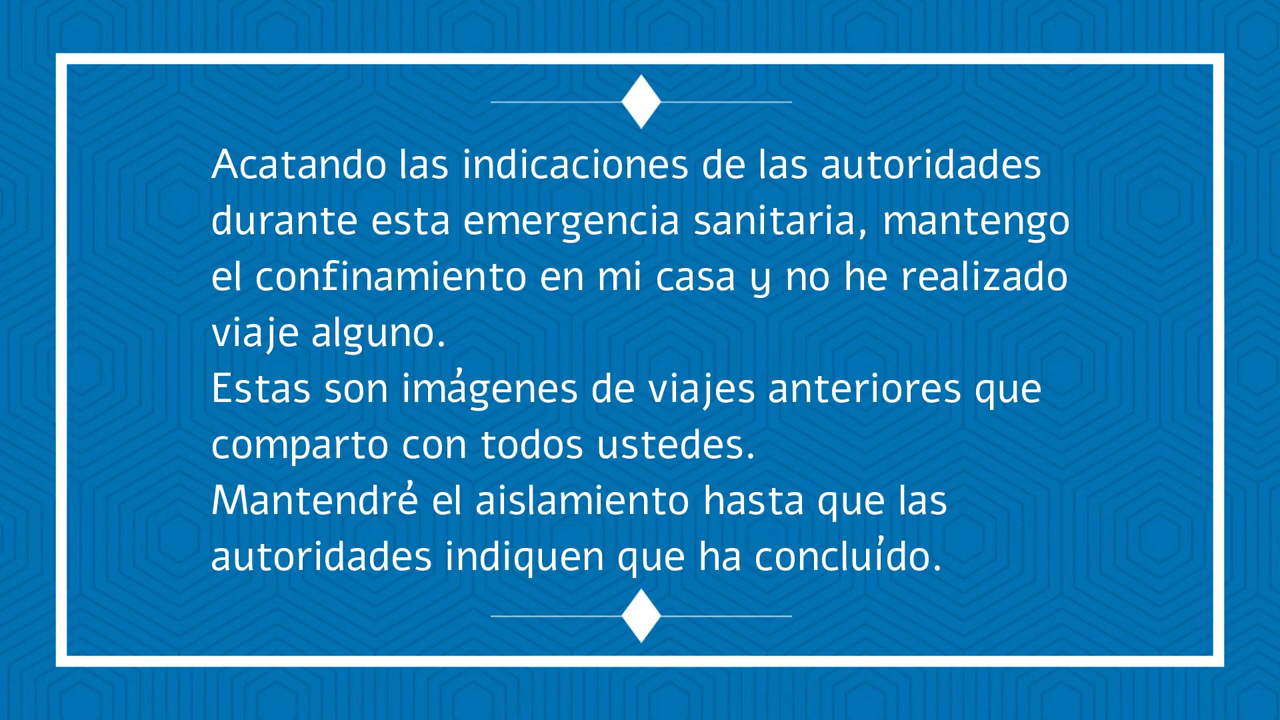 Acatando las indicaciones de las autoridades
durante esta emergencia sanitaria, mantengo
el confinamiento en mi casa y no he realizado
viaje alguno.
Estas son imágenes de viajes anteriores que
comparto con todos ustedes.
Mantendré el aislamiento hasta que las
autoridades indiquen que ha concluído.